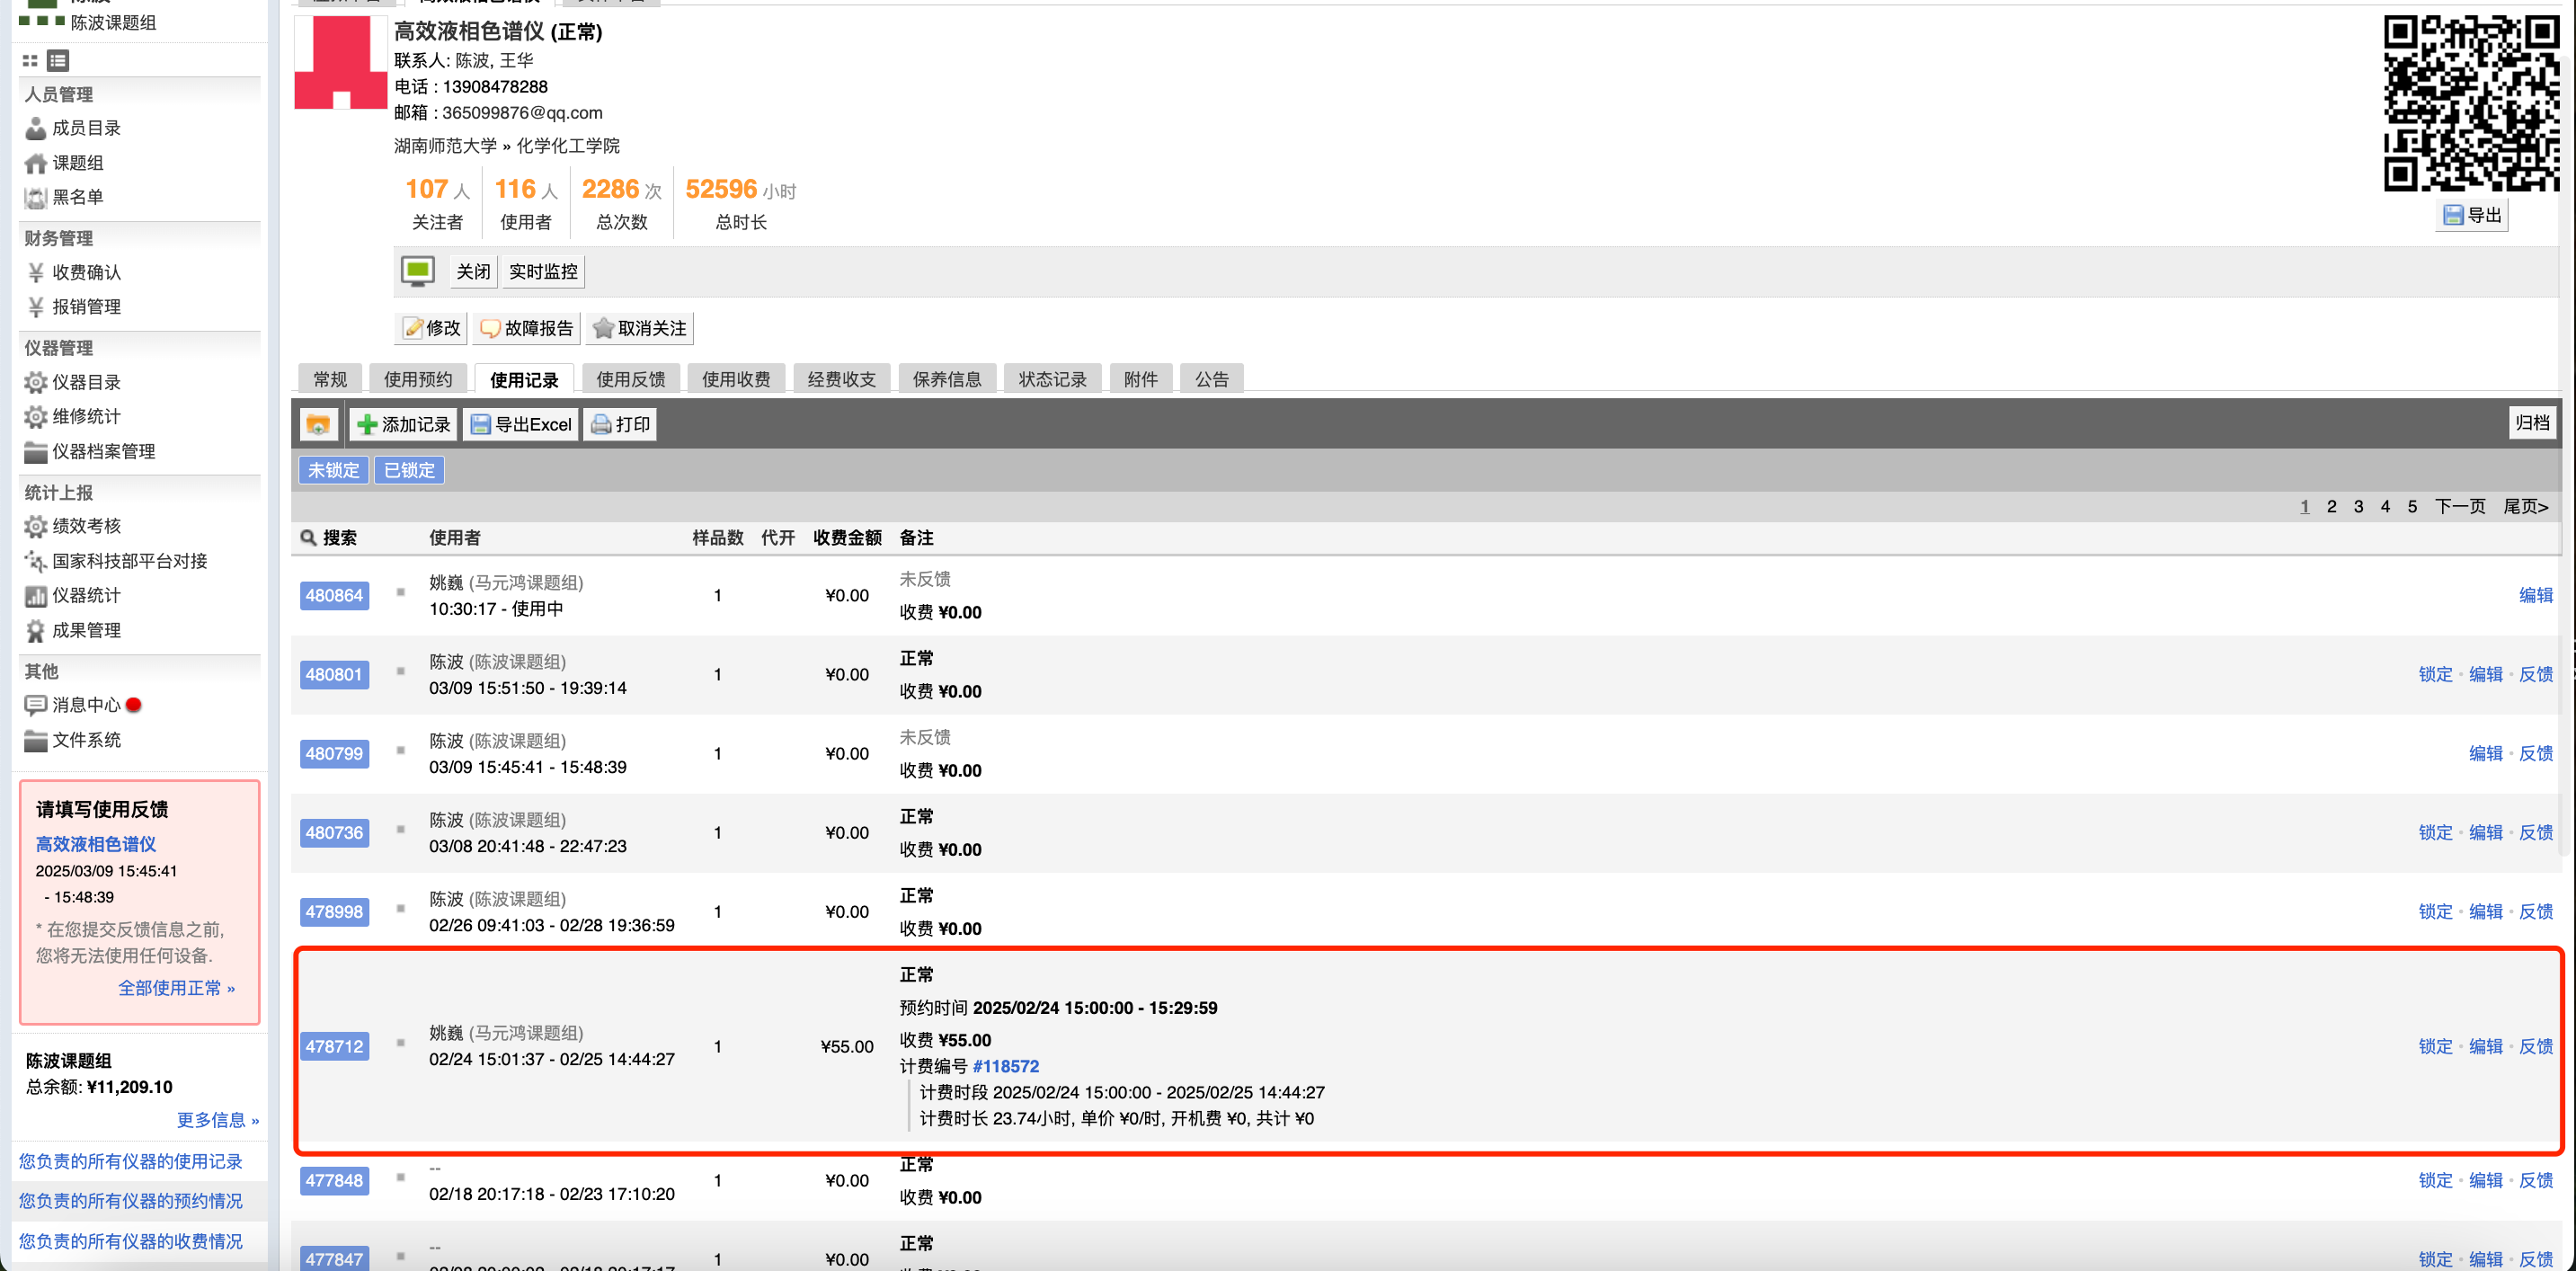 陈波课题组
人员管理
成员目录
课题组
黑名单
财务管理
收费确认
报销管理
仪器管理
仪器目录
维修统计
仪器档案管理
统计上报
绩效考核
国家科技部平台对接
仪器统计
成果管理
其他
消息中心
文件系统
请填写使用反馈
高效液相色谱仪
2025/03/09 15:45:41
- 15:48:39
* 在您提交反馈信息之前,
您将无法使用任何设备.
全部使用正常 »
陈波课题组
总余额: ¥11,209.10
更多信息 »
您负责的所有仪器的使用记录
您负责的所有仪器的预约情况
您负责的所有仪器的收费情况
高效液相色谱仪 (正常)
联系人: 陈波, 王华
电话 : 13908478288
邮箱 : 365099876@qq.com
湖南师范大学 » 化学化工学院
107 人 116 人 2286 次 52596 小时
关注者 使用者 总次数 总时长
导出
关闭 实时监控
修改 故障报告 取消关注
常规 使用预约 使用记录 使用反馈 使用收费 经费收支 保养信息 状态记录 附件 公告
添加记录 导出Excel 打印 归档
未锁定 已锁定
1 2 3 4 5 下一页 尾页>
搜索 使用者 样品数 代开 收费金额 备注
480864 姚巍 (马元鸿课题组) 1 ¥0.00 未反馈 编辑
10:30:17 - 使用中 收费 ¥0.00
480801 陈波 (陈波课题组) 1 ¥0.00 正常 锁定 · 编辑 · 反馈
03/09 15:51:50 - 19:39:14 收费 ¥0.00
480799 陈波 (陈波课题组) 1 ¥0.00 未反馈 编辑 · 反馈
03/09 15:45:41 - 15:48:39 收费 ¥0.00
480736 陈波 (陈波课题组) 1 ¥0.00 正常 锁定 · 编辑 · 反馈
03/08 20:41:48 - 22:47:23 收费 ¥0.00
478998 陈波 (陈波课题组) 1 ¥0.00 正常 锁定 · 编辑 · 反馈
02/26 09:41:03 - 02/28 19:36:59 收费 ¥0.00
正常
预约时间 2025/02/24 15:00:00 - 15:29:59
478712 姚巍 (马元鸿课题组) 1 ¥55.00 收费 ¥55.00 锁定 · 编辑 · 反馈
02/24 15:01:37 - 02/25 14:44:27 计费编号 #118572
计费时段 2025/02/24 15:00:00 - 2025/02/25 14:44:27
计费时长 23.74小时, 单价 ¥0/时, 开机费 ¥0, 共计 ¥0
477848 -- 1 ¥0.00 正常 锁定 · 编辑 · 反馈
02/18 20:17:18 - 02/23 17:10:20 收费 ¥0.00
477847 -- 1 ¥0.00 正常 锁定 · 编辑 · 反馈